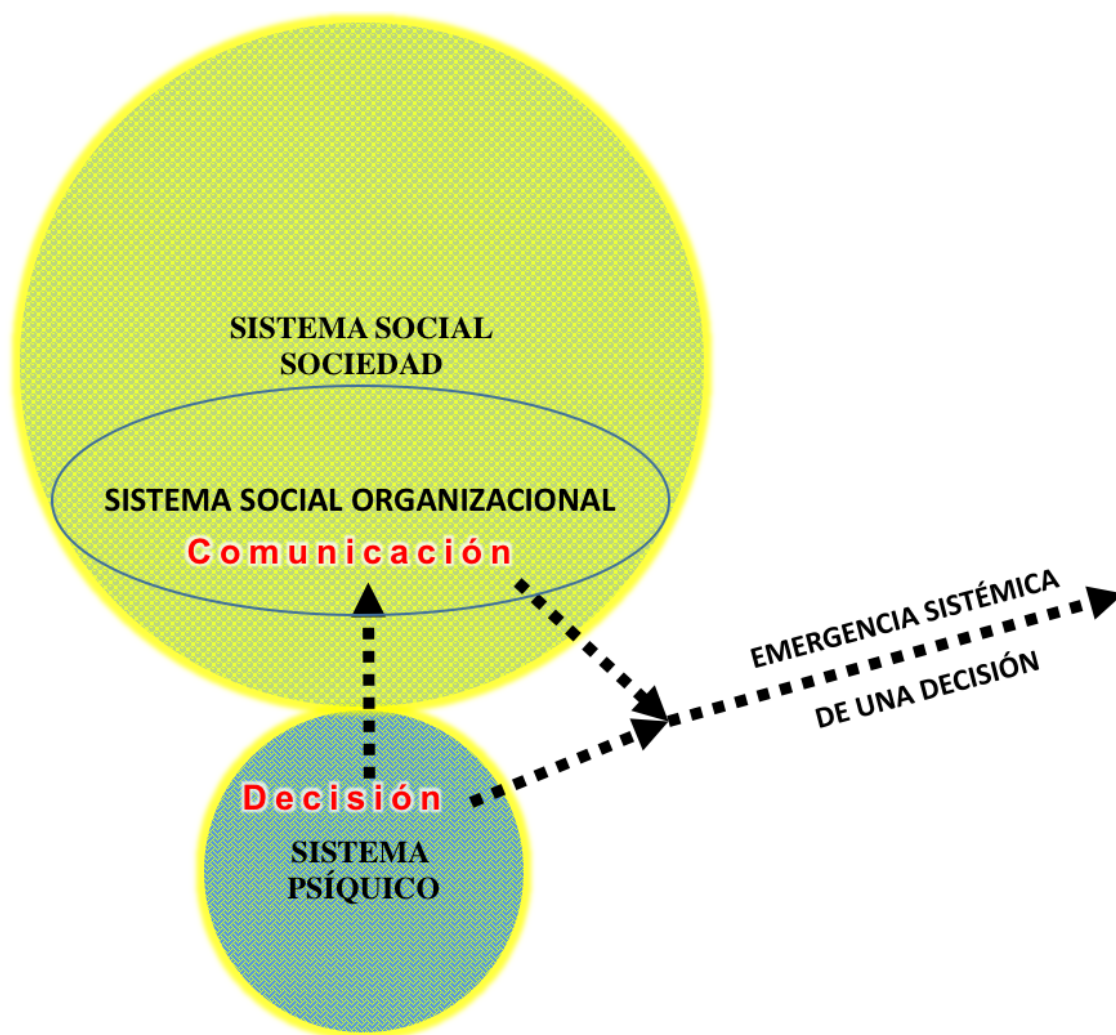 SISTEMA SOCIAL
SOCIEDAD
SISTEMA SOCIAL ORGANIZACIONAL
Comunicación
EMERGENCIA SISTÉMICA
DE UNA DECISIÓN
Decisión
SISTEMA
PSÍQUICO